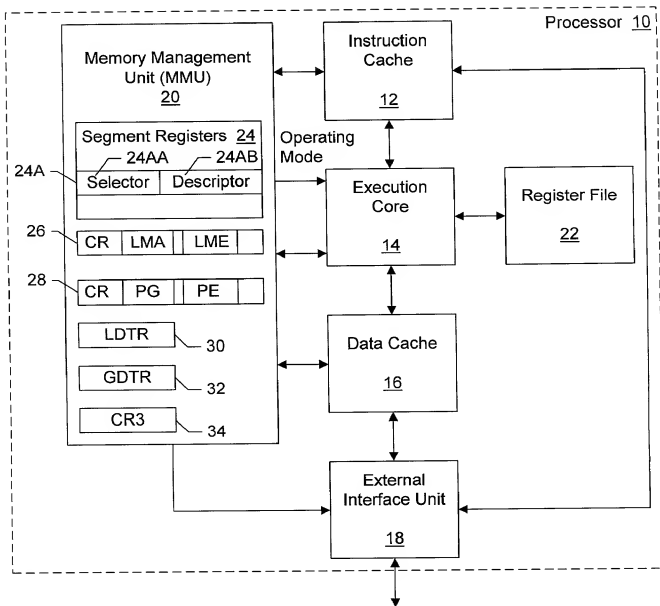 Processor 10
Memory Management
Unit (MMU)
20
Segment Registers 24
24AA
24AB
24A
Selector
Descriptor
26
CR
LMA
LME
28
CR
PG
PE
LDTR
30
GDTR
32
CR3
34
Operating
Mode
Instruction
Cache
12
Execution
Core
14
Register File
22
Data Cache
16
External
Interface Unit
18